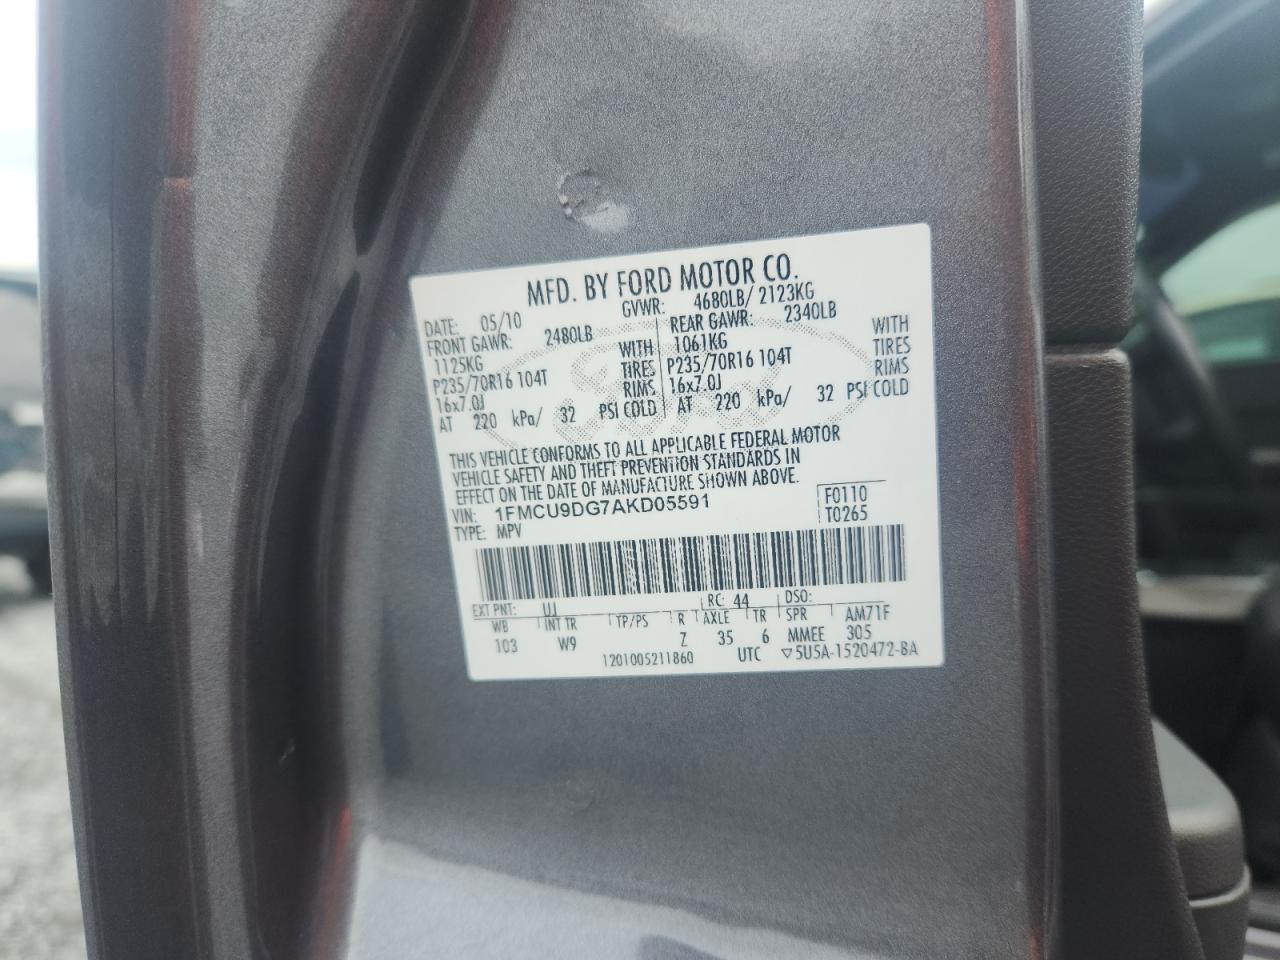 MFD. BY FORD MOTOR CO.
DATE: 05/10 GVWR: 4680LB/ 2123KG
FRONT GAWR: 2480LB REAR GAWR: 2340LB
1125KG WITH 1061KG WITH
P235/70R16 104T TIRES P235/70R16 104T TIRES
16x7.0J RIMS 16x7.0J RIMS
AT 220 kPa/ 32 PSI COLD AT 220 kPa/ 32 PSI COLD
THIS VEHICLE CONFORMS TO ALL APPLICABLE FEDERAL MOTOR
VEHICLE SAFETY AND THEFT PREVENTION STANDARDS IN
EFFECT ON THE DATE OF MANUFACTURE SHOWN ABOVE.
VIN: 1FMCU9DG7AKD05591 F0110
TYPE: MPV T0265
EXT PNT: UJ RC: 44 DSO:
WB INT TR TP/PS R AXLE TR SPR AM71F
103 W9 Z 35 6 MMEE 305
1201005211860 UTC ▽5U5A-1520472-BA